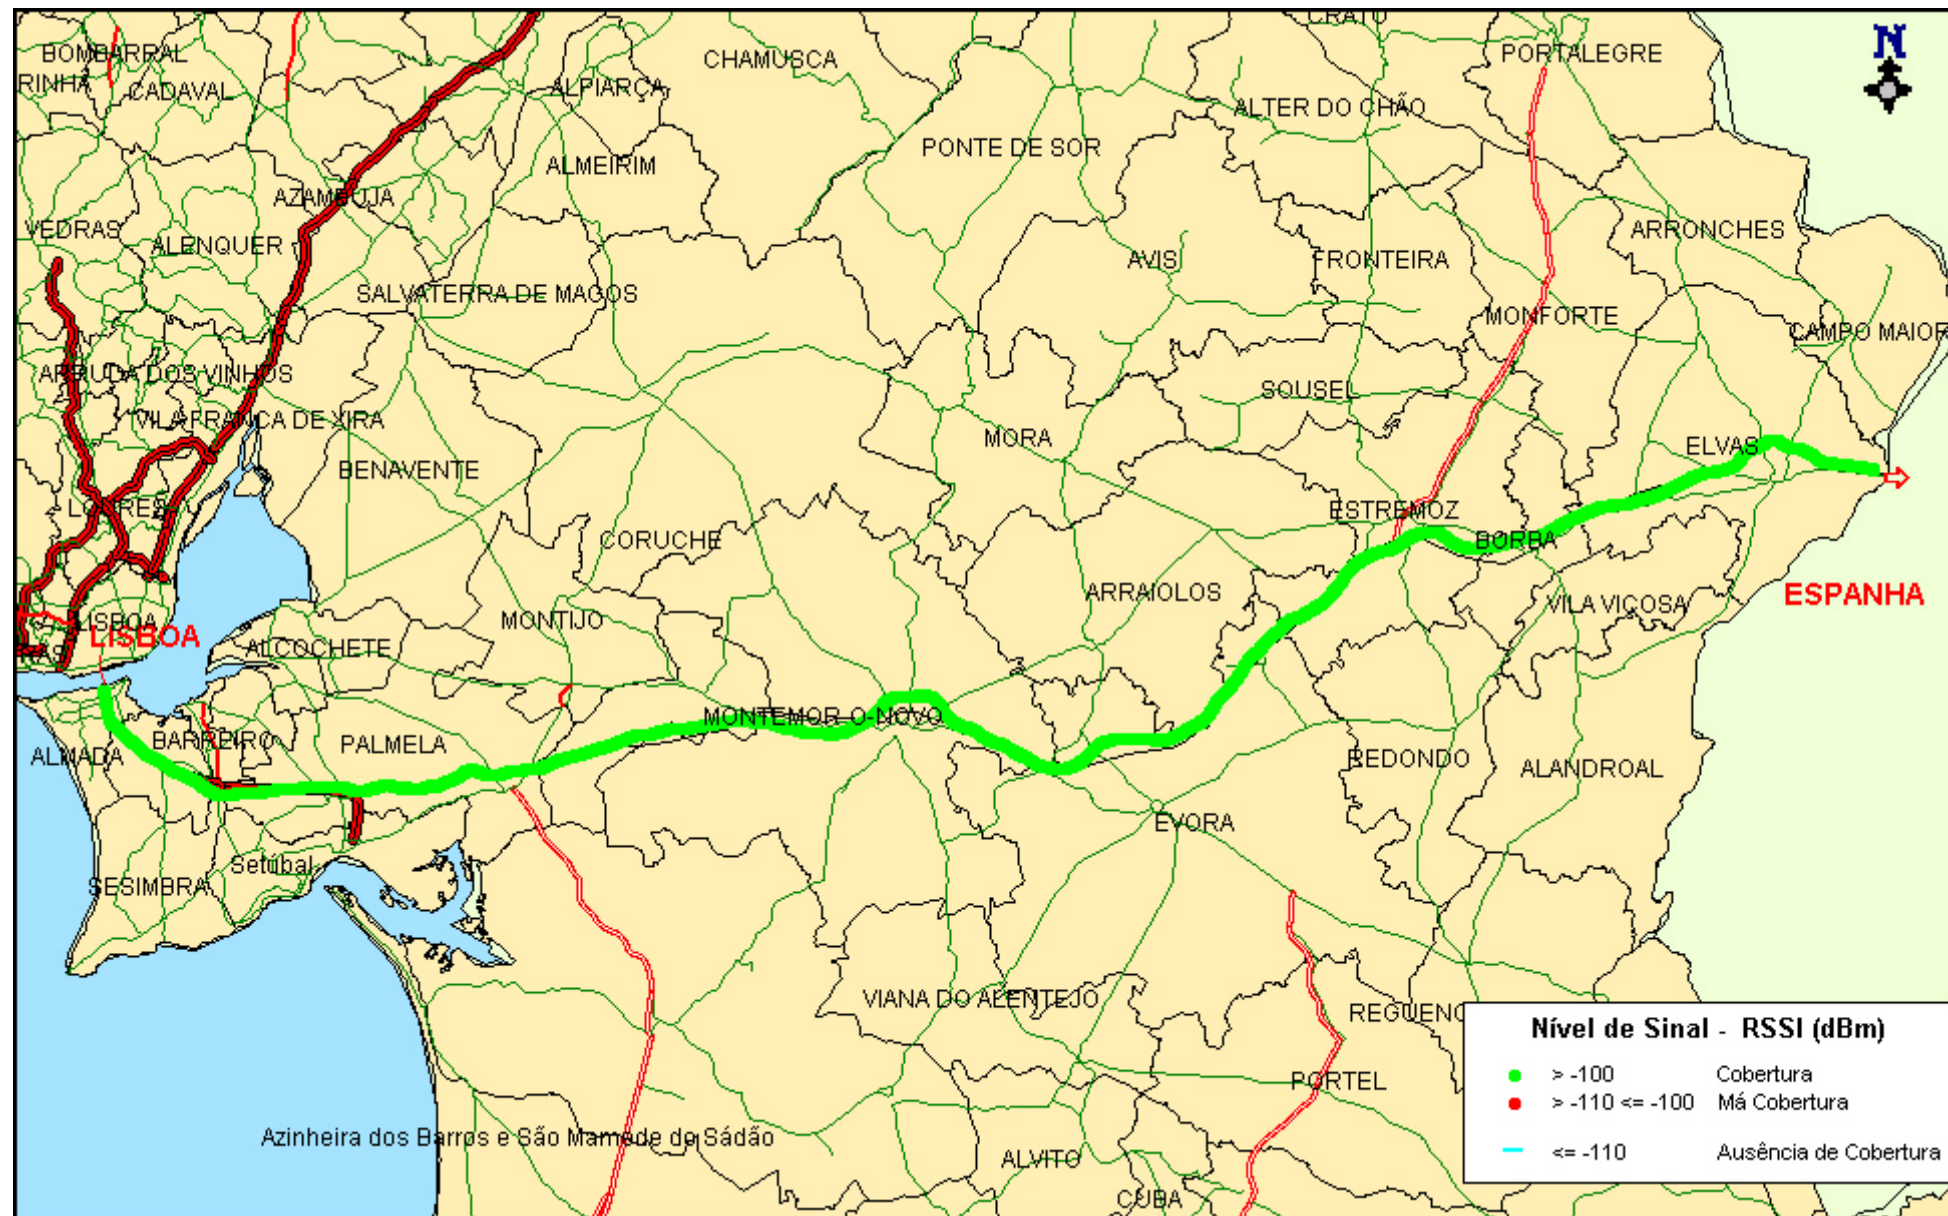 CRATO
BOMBARRAL
CHAMUSCA
PORTALEGRE
N
RINHA
CADAVAL
ALPIARÇA
ALTER DO CHÃO
PONTE DE SOR
ALMEIRIM
AZAMBUJA
VEDRAS
ALENQUER
ARRONCHES
AVIS
FRONTEIRA
SALVATERRA DE MAGOS
MONFORTE
CAMPO MAIOR
ARRUDA DOS VINHOS
SOUSEL
VILA FRANCA DE XIRA
MORA
ELVAS
BENAVENTE
LOURES
ESTREMOZ
CORUCHE
BORBA
ARRAIOLOS
ESPANHA
VILA VIÇOSA
LISBOA
MONTIJO
LISBOA
RAS
ALCOCHETE
MONTEMOR-O-NOVO
BARREIRO
PALMELA
ALMADA
REDONDO
ALANDROAL
ÉVORA
Setúbal
SESIMBRA
VIANA DO ALENTEJO
REGUENG
Nível de Sinal - RSSI (dBm)
> -100 Cobertura
PORTEL
> -110 <= -100 Má Cobertura
Azinheira dos Barros e São Mamede do Sádão
<= -110 Ausência de Cobertura
ALVITO
CUBA